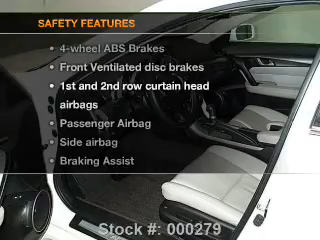 SAFETY FEATURES
• 4-wheel ABS Brakes
• Front Ventilated disc brakes
• 1st and 2nd row curtain head
airbags
• Passenger Airbag
• Side airbag
• Braking Assist
Stock #: 000279